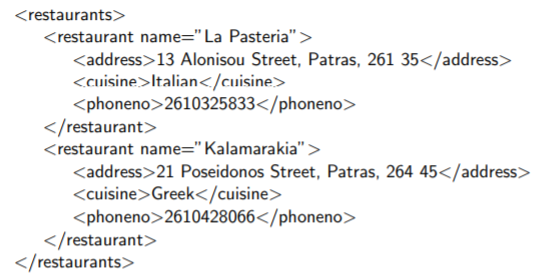 <restaurants>
<restaurant name="La Pasteria">
<address>13 Alonisou Street, Patras, 261 35</address>
<cuisine>Italian</cuisine>
<phoneno>2610325833</phoneno>
</restaurant>
<restaurant name="Kalamarakia">
<address>21 Poseidonos Street, Patras, 264 45</address>
<cuisine>Greek</cuisine>
<phoneno>2610428066</phoneno>
</restaurant>
</restaurants>